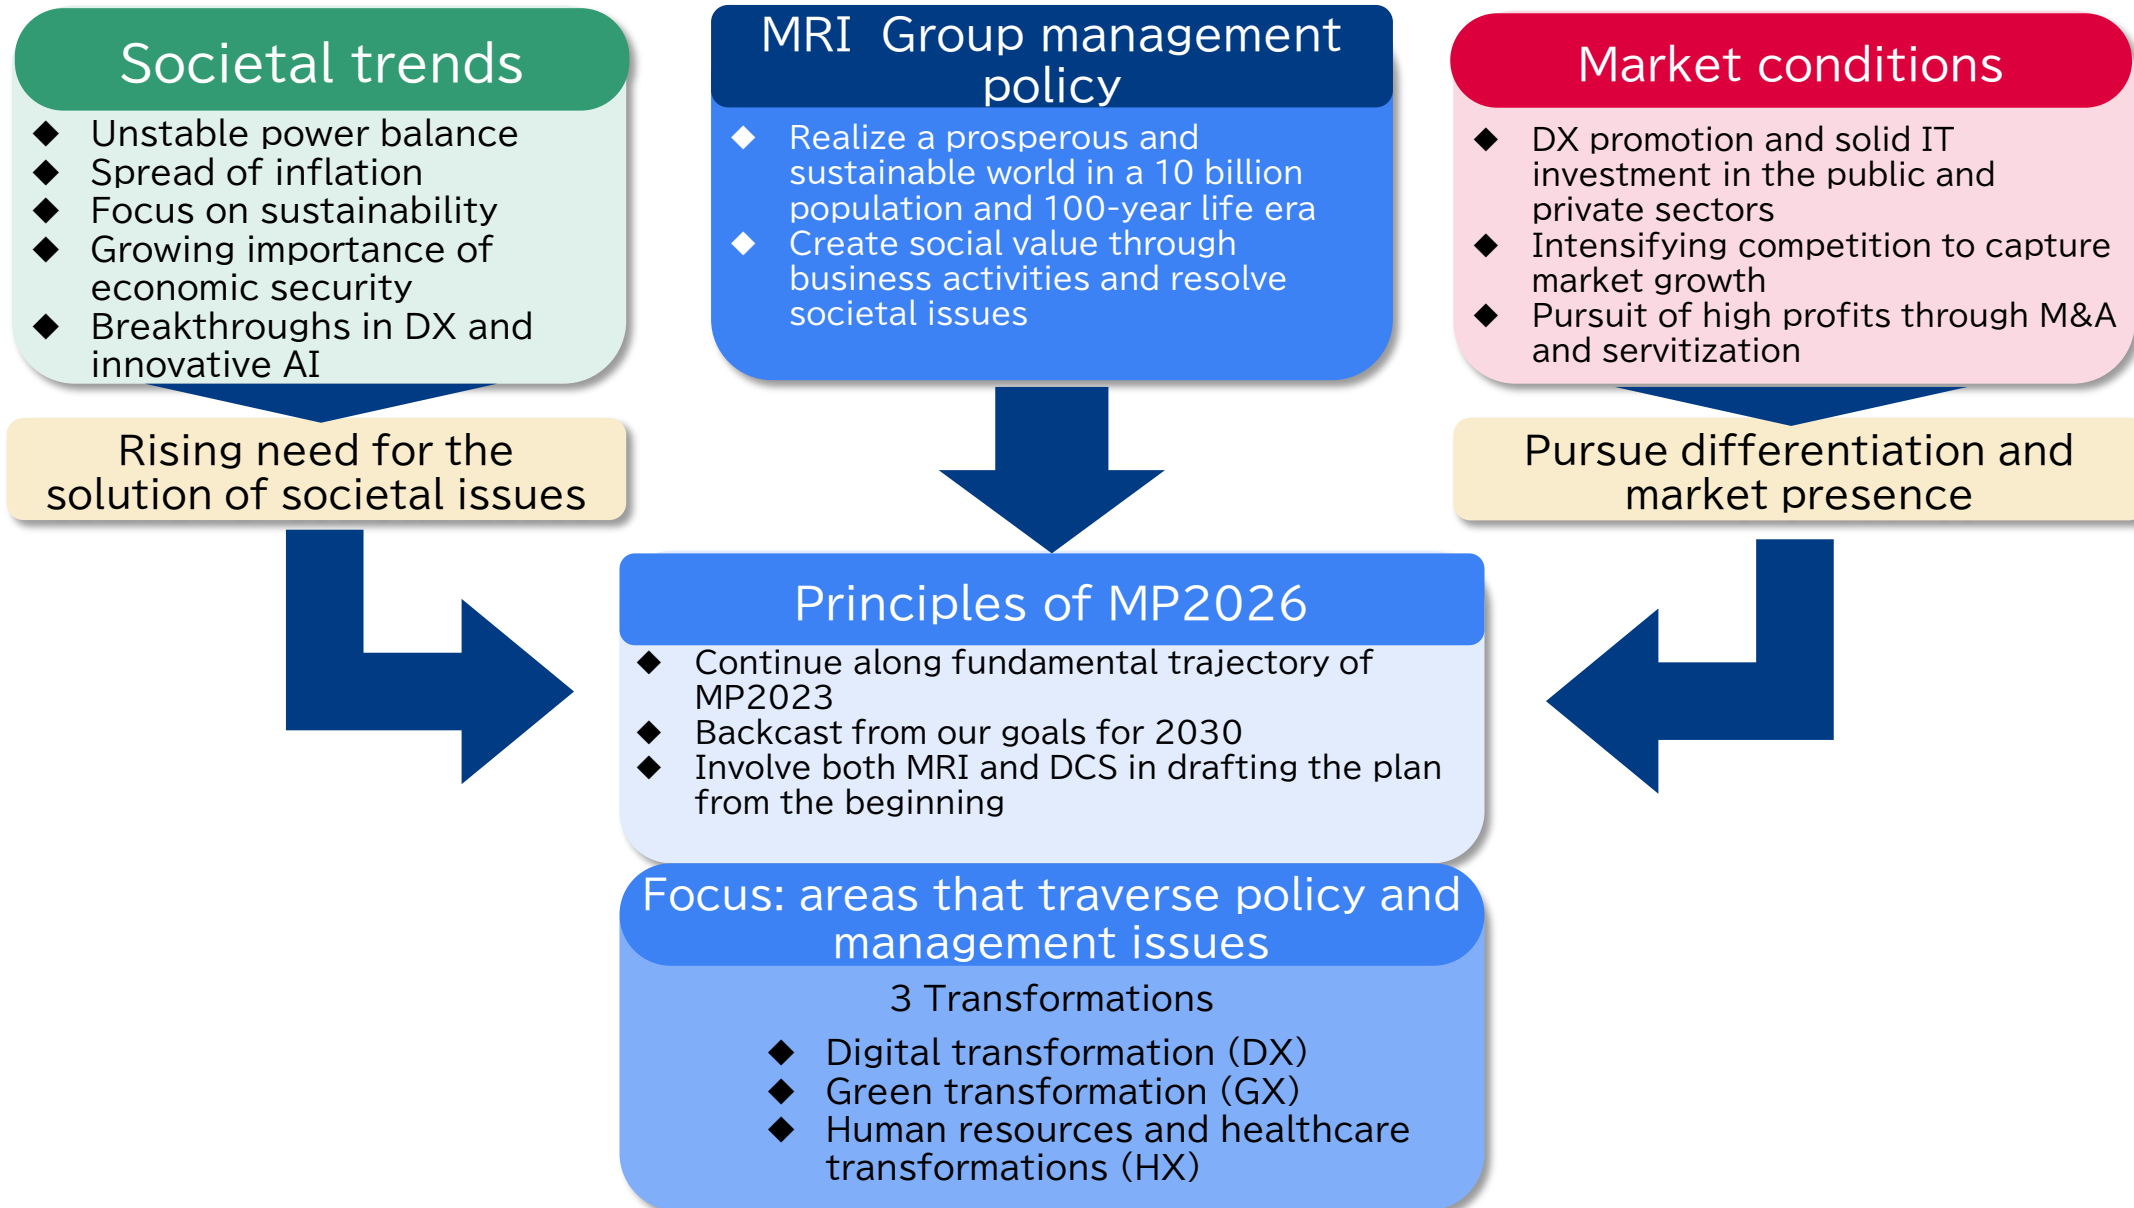 Societal trends
◆ Unstable power balance
◆ Spread of inflation
◆ Focus on sustainability
◆ Growing importance of
economic security
◆ Breakthroughs in DX and
innovative AI
Rising need for the
solution of societal issues
MRI Group management
policy
◆ Realize a prosperous and
sustainable world in a 10 billion
population and 100-year life era
◆ Create social value through
business activities and resolve
societal issues
Market conditions
◆ DX promotion and solid IT
investment in the public and
private sectors
◆ Intensifying competition to capture
market growth
◆ Pursuit of high profits through M&A
and servitization
Pursue differentiation and
market presence
Principles of MP2026
◆ Continue along fundamental trajectory of
MP2023
◆ Backcast from our goals for 2030
◆ Involve both MRI and DCS in drafting the plan
from the beginning
Focus: areas that traverse policy and
management issues
3 Transformations
◆ Digital transformation (DX)
◆ Green transformation (GX)
◆ Human resources and healthcare
transformations (HX)